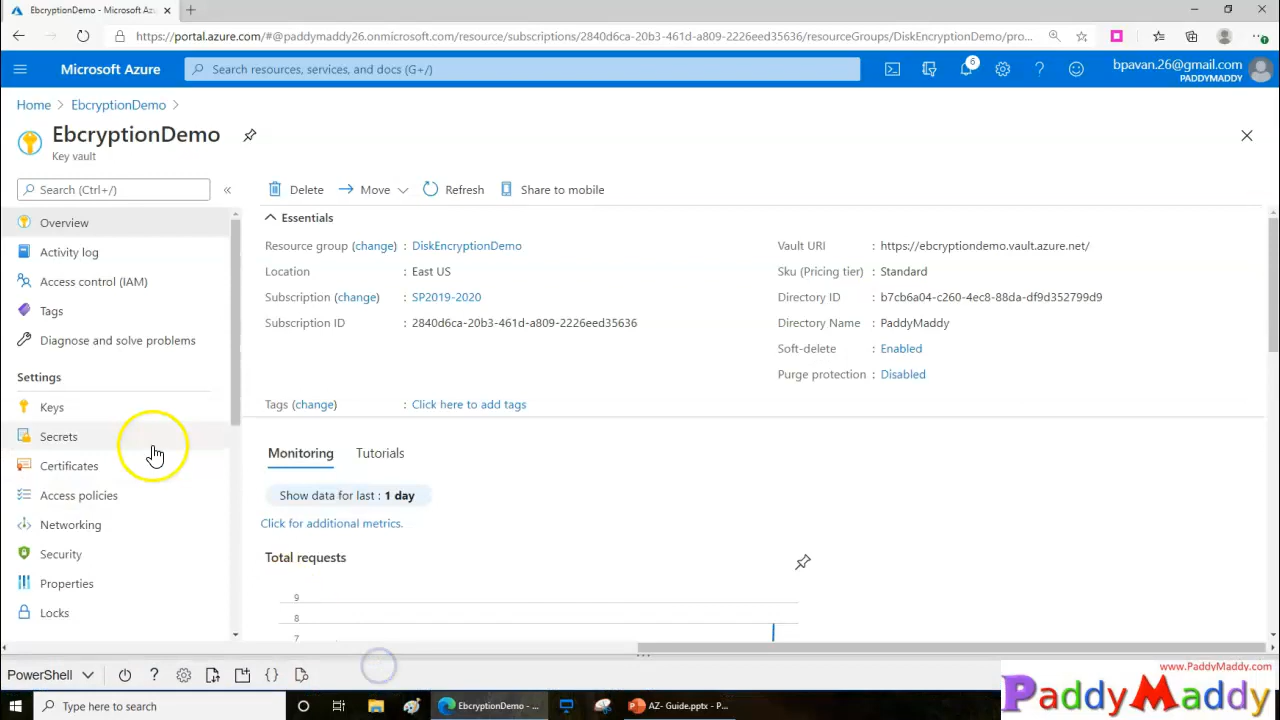 EbcryptionDemo - Microsoft Az
https://portal.azure.com/#@paddymaddy26.onmicrosoft.com/resource/subscriptions/2840d6ca-20b3-461d-a809-2226eed35636/resourceGroups/DiskEncryptionDemo/pro...
Microsoft Azure
Search resources, services, and docs (G+/)
6
bpavan.26@gmail.com
PADDYMADDY
Home > EbcryptionDemo >
EbcryptionDemo
Key vault
Search (Ctrl+/)
«
Overview
Activity log
Access control (IAM)
Tags
Diagnose and solve problems
Settings
Keys
Secrets
Certificates
Access policies
Networking
Security
Properties
Locks
Delete Move Refresh Share to mobile
Essentials
Resource group (change) : DiskEncryptionDemo
Location : East US
Subscription (change) : SP2019-2020
Subscription ID : 2840d6ca-20b3-461d-a809-2226eed35636
Vault URI : https://ebcryptiondemo.vault.azure.net/
Sku (Pricing tier) : Standard
Directory ID : b7cb6a04-c260-4ec8-88da-df9d352799d9
Directory Name : PaddyMaddy
Soft-delete : Enabled
Purge protection : Disabled
Tags (change) : Click here to add tags
Monitoring Tutorials
Show data for last : 1 day
Click for additional metrics.
Total requests
9
8
7
PowerShell
Type here to search
EbcryptionDemo - ...
AZ- Guide.pptx - P...
www.PaddyMaddy.com
PaddyMaddy